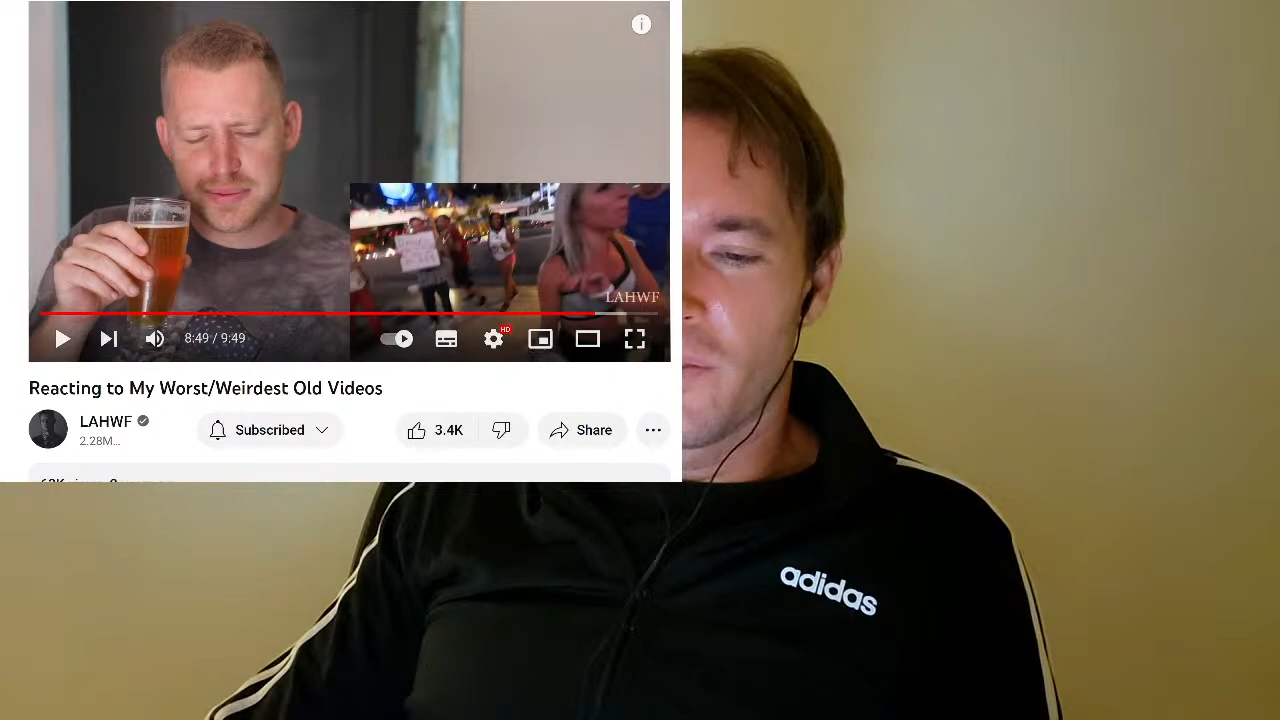 LAHWF
HD
8:49 / 9:49
Reacting to My Worst/Weirdest Old Videos
LAHWF
2.28M...
Subscribed
3.4K
Share
adidas